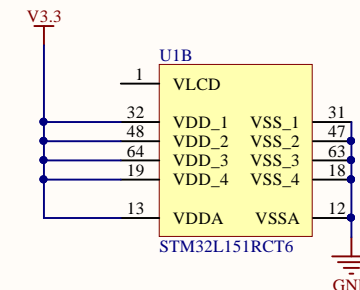 V3.3
U1B
1 VLCD
32 VDD_1 VSS_1 31
48 VDD_2 VSS_2 47
64 VDD_3 VSS_3 63
19 VDD_4 VSS_4 18
13 VDDA VSSA 12
STM32L151RCT6
GND